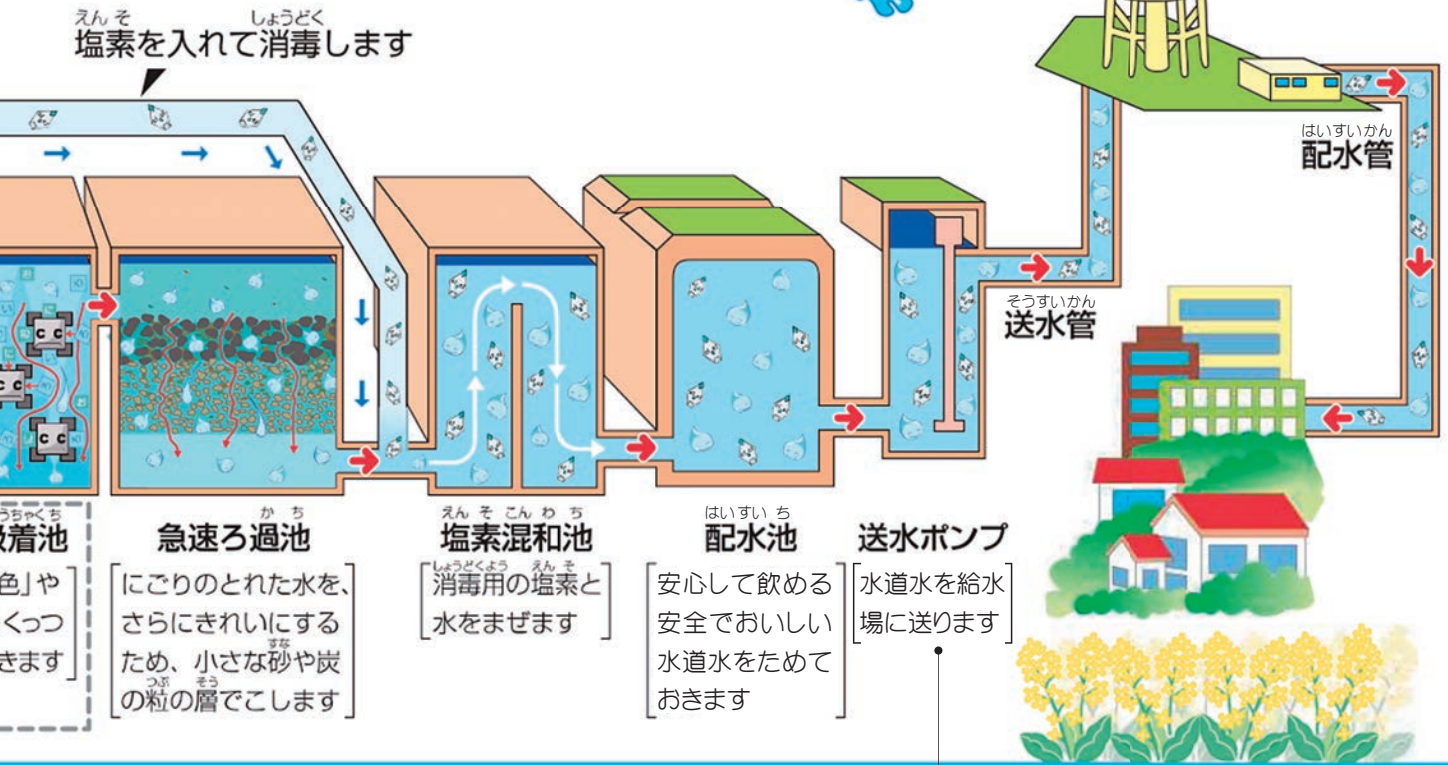 えんそ しょうどく
塩素を入れて消毒します
はいすいかん
配水管
そうすいかん
送水管
うちゃくち
着池
色」や
くっつ
きます
かち
急速ろ過池
にごりのとれた水を、
さらにきれいにする
すな
ため、小さな砂や炭
つぶ そう
の粒の層でこします
えんそこんわち
塩素混和池
しょうどくよう えんそ
消毒用の塩素と
水をまぜます
はいすいち
配水池
安心して飲める
安全でおいしい
水道水をためて
おきます
送水ポンプ
水道水を給水
場に送ります